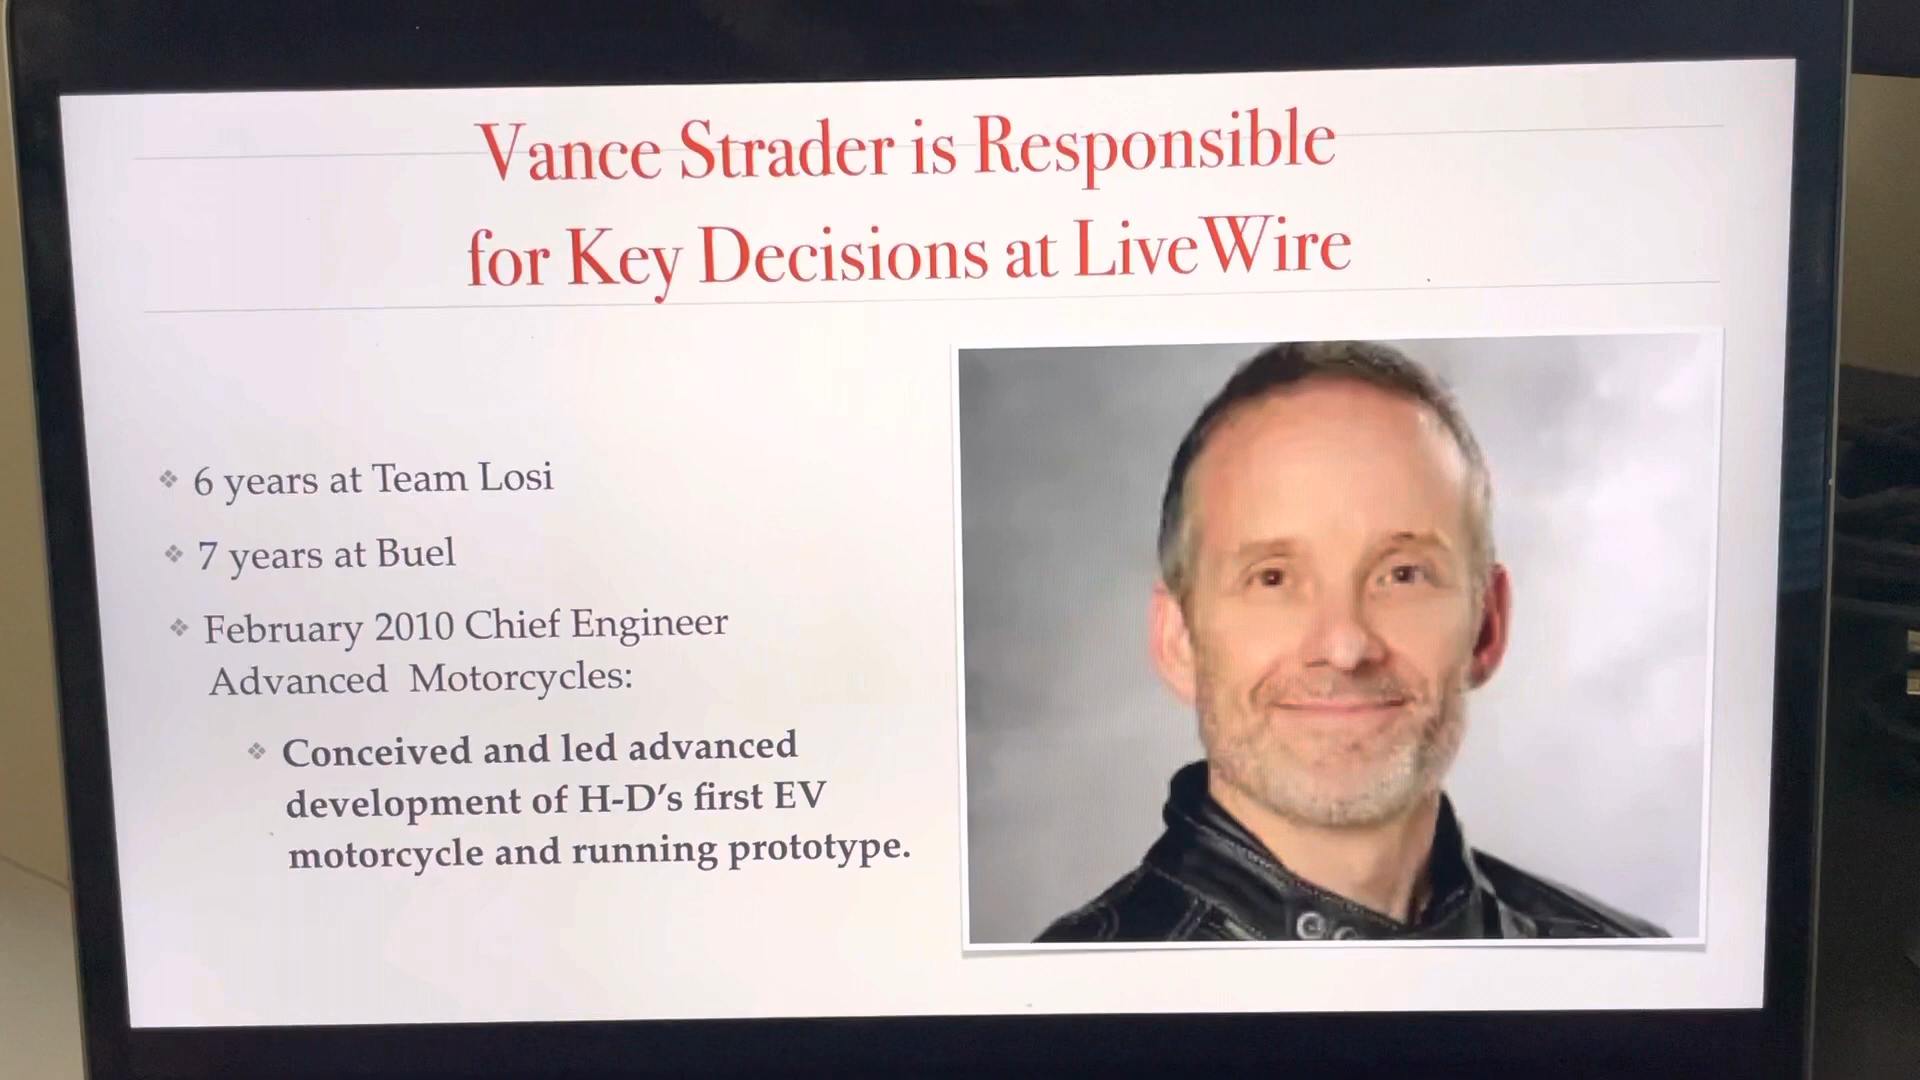 Vance Strader is Responsible
for Key Decisions at LiveWire
❖ 6 years at Team Losi
❖ 7 years at Buel
❖ February 2010 Chief Engineer
Advanced Motorcycles:
❖ Conceived and led advanced
development of H-D's first EV
motorcycle and running prototype.